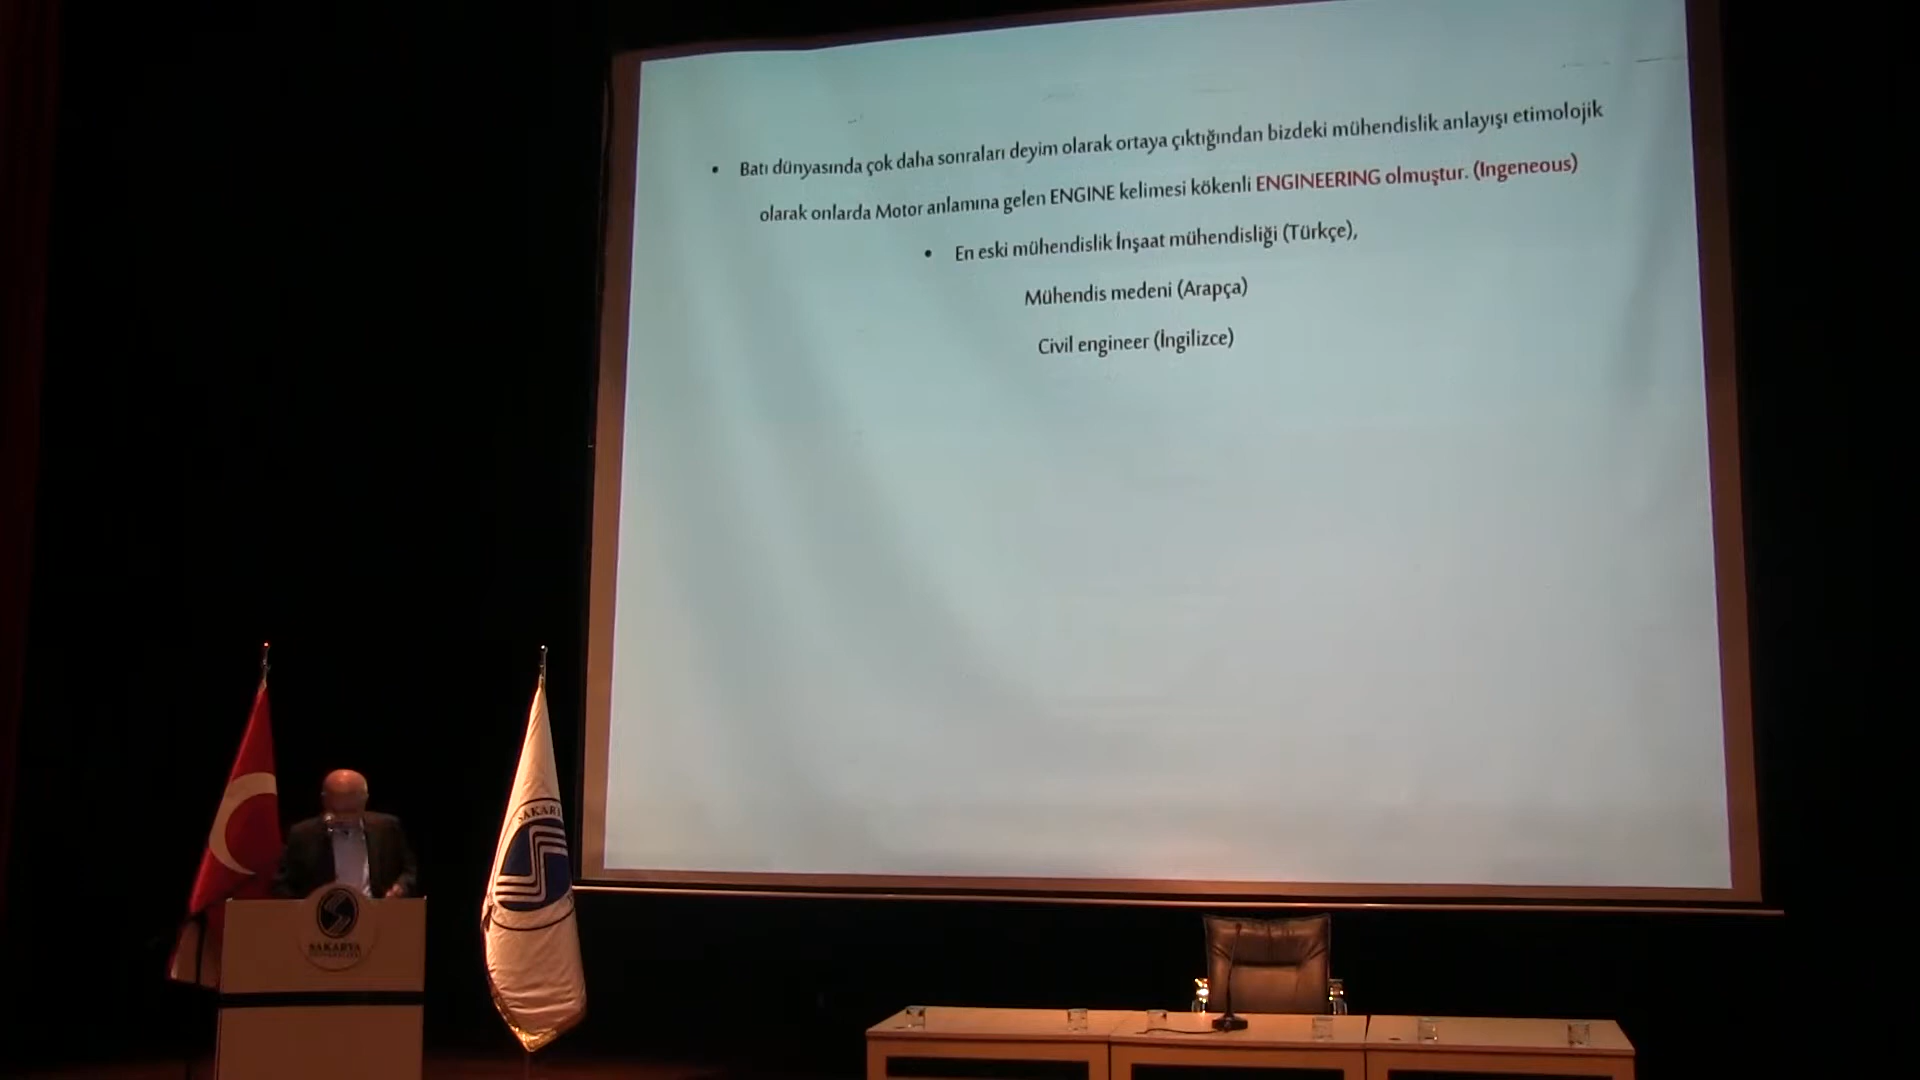 • Batı dünyasında çok daha sonraları deyim olarak ortaya çıktığından bizdeki mühendislik anlayışı etimolojik
olarak onlarda Motor anlamına gelen ENGINE kelimesi kökenli ENGINEERING olmuştur. (Ingeneous)
• En eski mühendislik İnşaat mühendisliği (Türkçe),
Mühendis medeni (Arapça)
Civil engineer (İngilizce)
SAKARYA